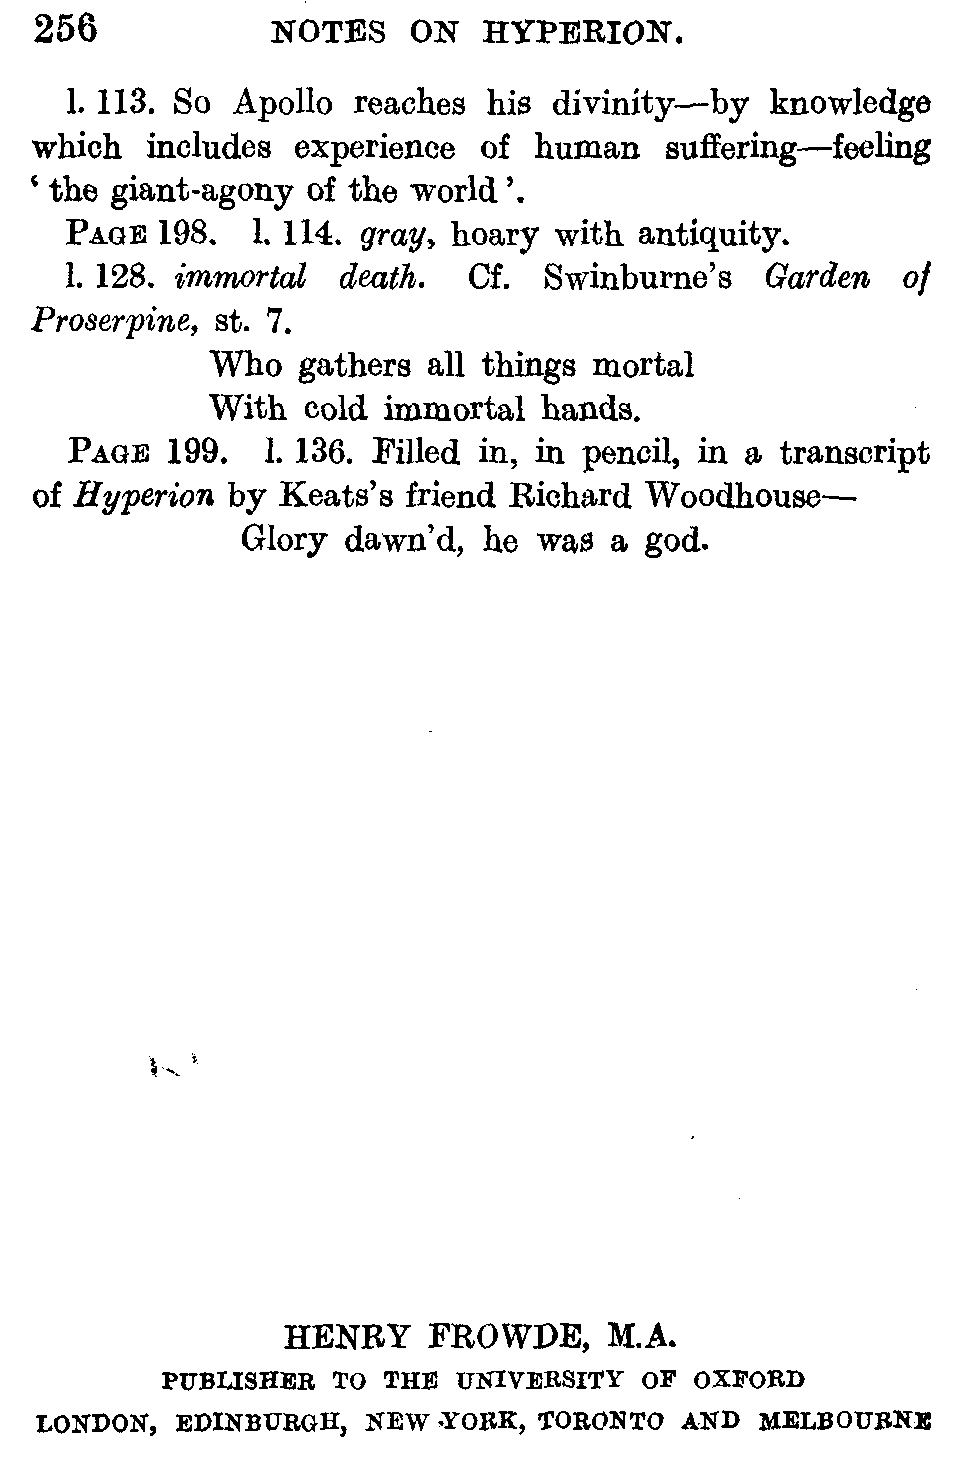 256 NOTES ON HYPERION.
l. 113. So Apollo reaches his divinity—by knowledge
which includes experience of human suffering—feeling
‘ the giant-agony of the world ’.
PAGE 198. l. 114. gray, hoary with antiquity.
l. 128. immortal death. Cf. Swinburne’s Garden of
Proserpine, st. 7.
Who gathers all things mortal
With cold immortal hands.
PAGE 199. l. 136. Filled in, in pencil, in a transcript
of Hyperion by Keats’s friend Richard Woodhouse—
Glory dawn’d, he was a god.
HENRY FROWDE, M.A.
PUBLISHER TO THE UNIVERSITY OF OXFORD
LONDON, EDINBURGH, NEW YORK, TORONTO AND MELBOURNE